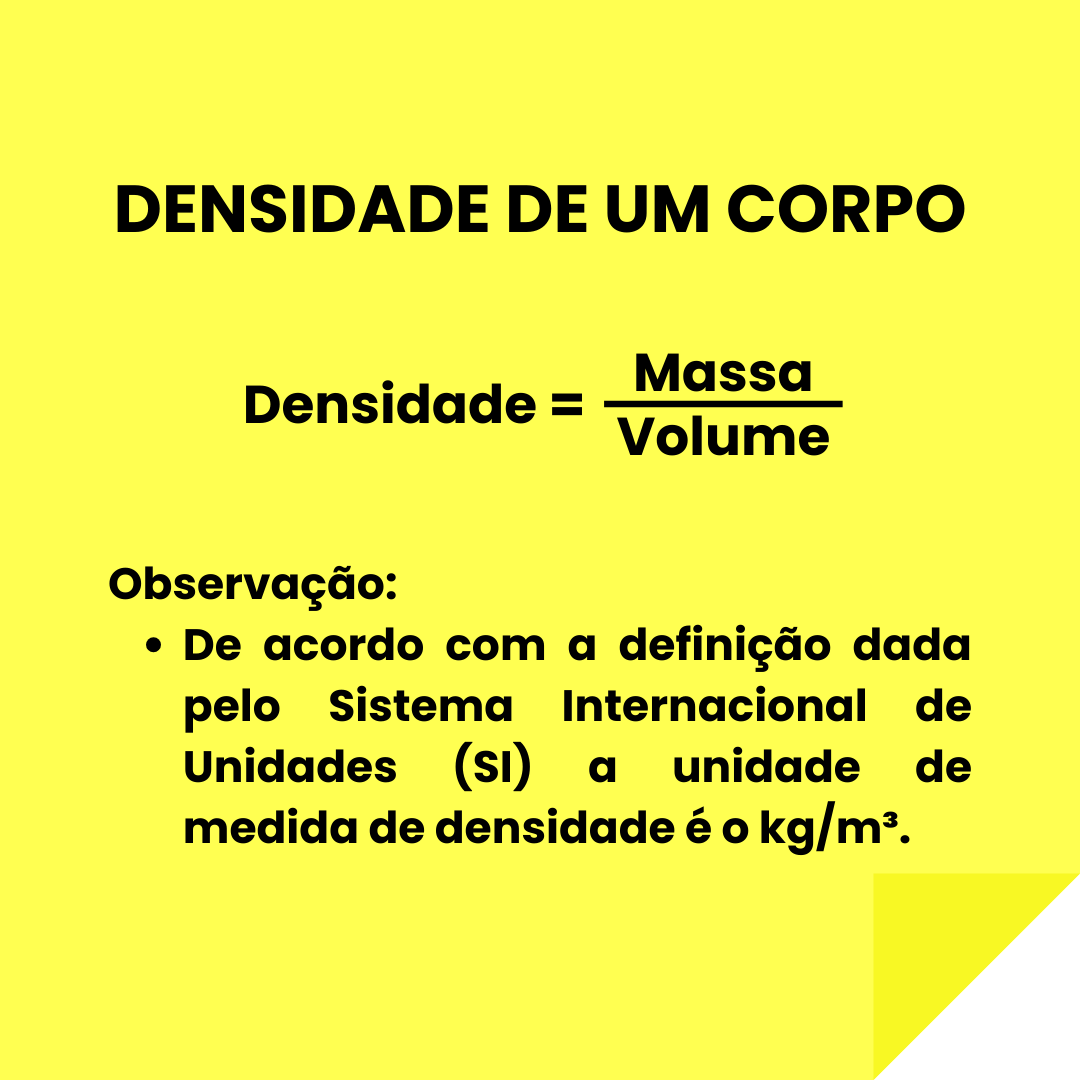 DENSIDADE DE UM CORPO
Densidade = Massa
Volume
Observação:
• De acordo com a definição dada
pelo Sistema Internacional de
Unidades (SI) a unidade de
medida de densidade é o kg/m³.